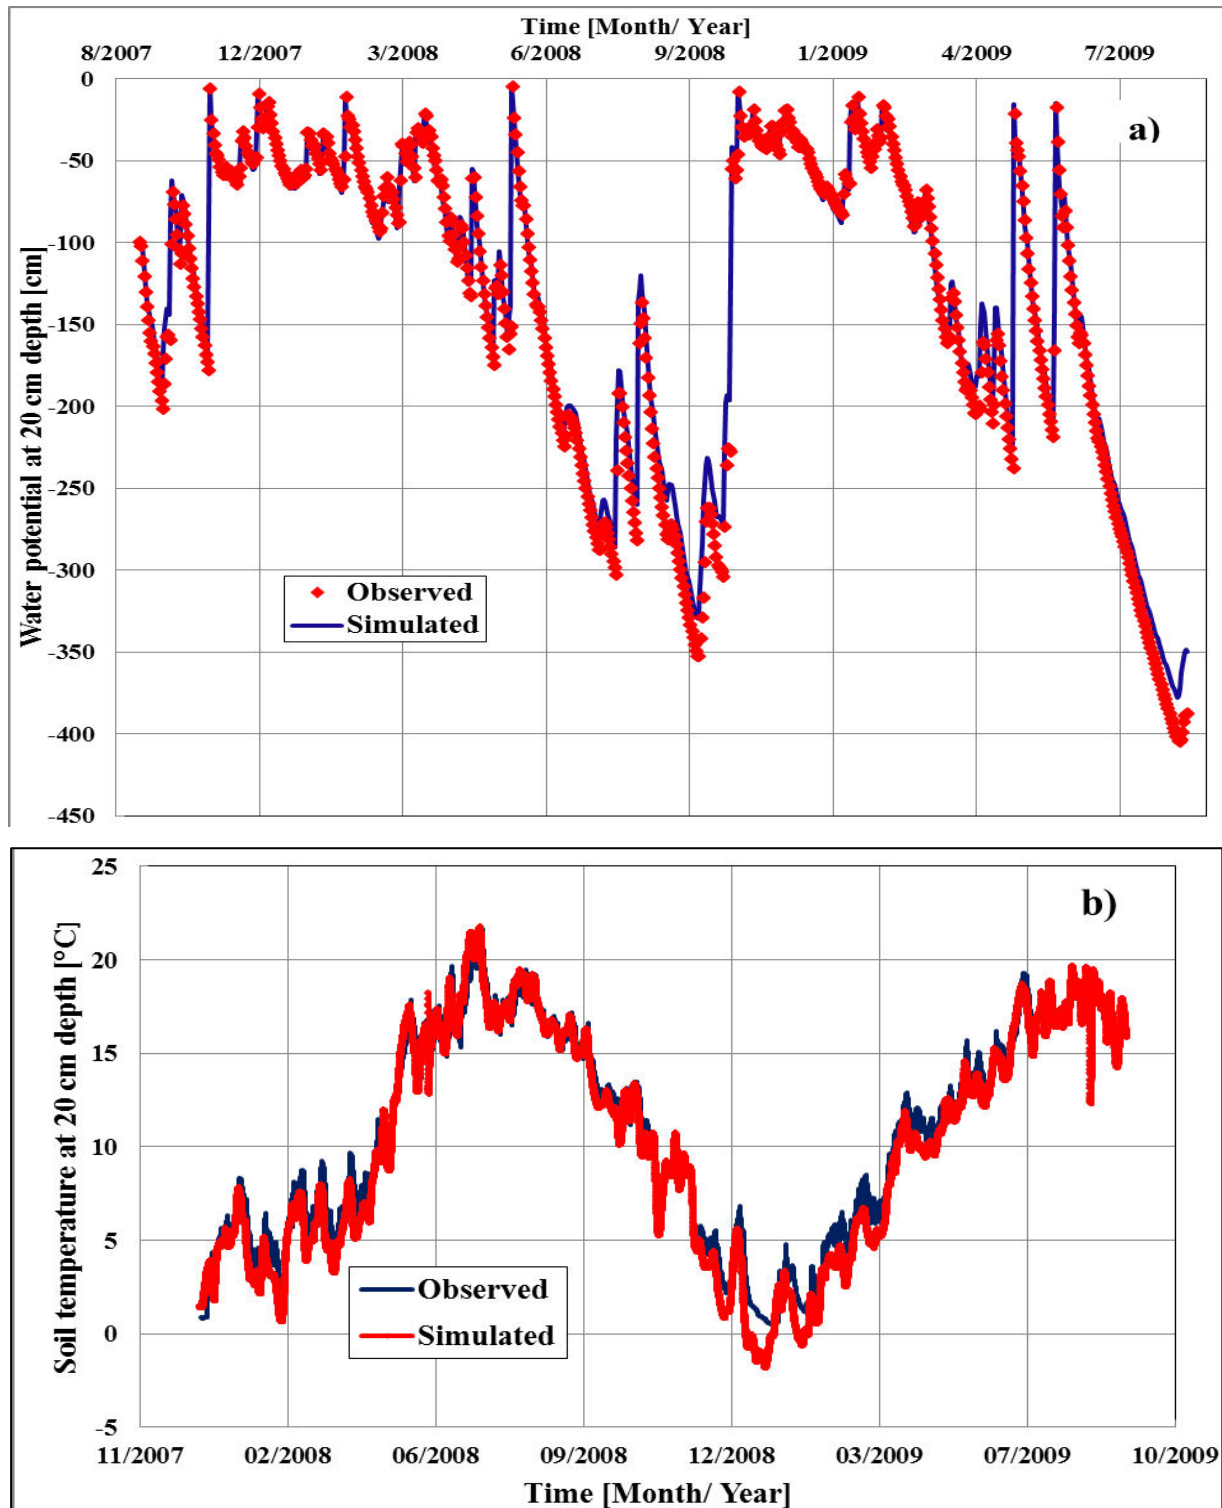 Time [Month/ Year]
8/2007 12/2007 3/2008 6/2008 9/2008 1/2009 4/2009 7/2009
0
-50
-100
-150
-200
-250
-300
-350
-400
-450
Water potential at 20 cm depth [cm]
a)
Observed
Simulated
25
20
15
10
5
0
-5
Soil temperature at 20 cm depth [°C]
b)
Observed
Simulated
11/2007 02/2008 06/2008 09/2008 12/2008 03/2009 07/2009 10/2009
Time [Month/ Year]